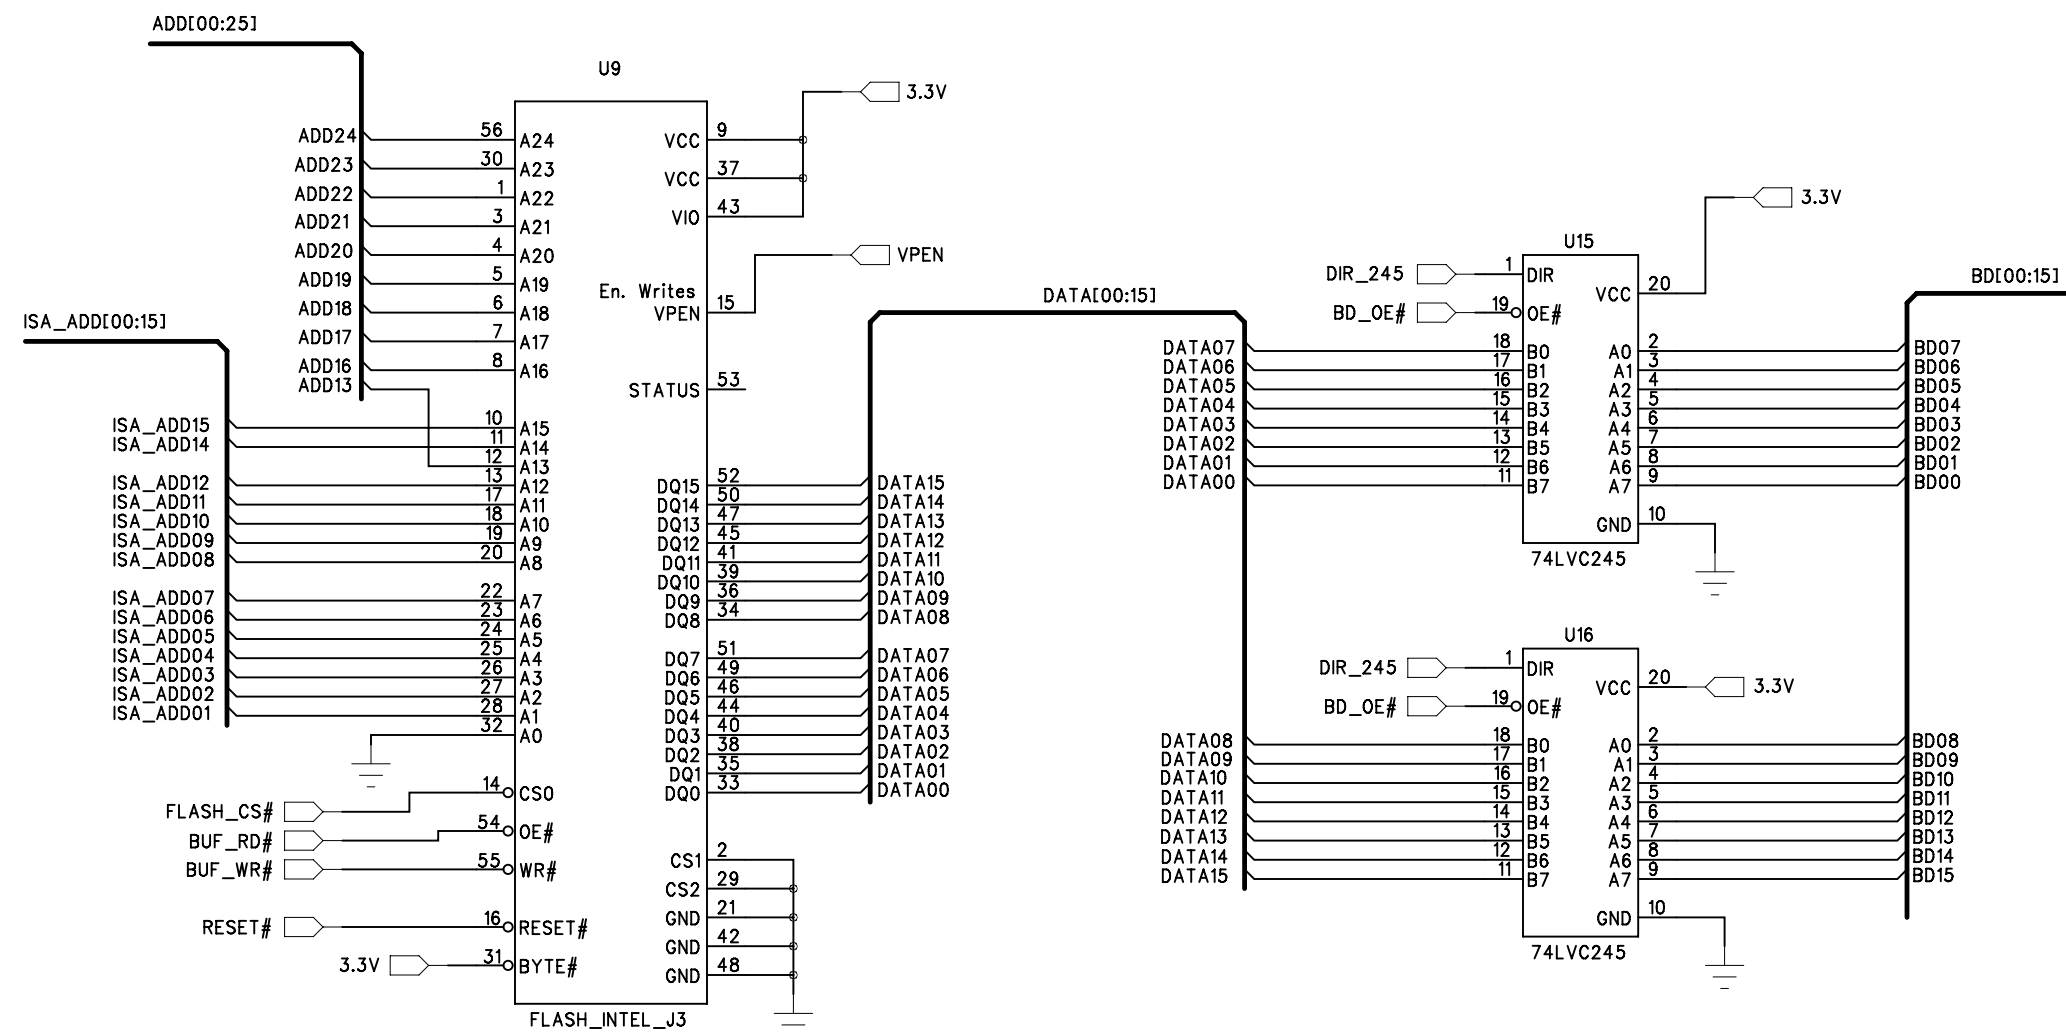 ADD[00:25]
U9
3.3V
ADD24 56 A24 VCC 9
ADD23 30 A23 VCC 37
ADD22 1 A22
ADD21 3 A21 VIO 43
ADD20 4 A20 VPEN
ADD19 5 A19 En. Writes
ADD18 6 A18 VPEN 15
ADD17 7 A17
ADD16 8 A16
ADD13 STATUS 53
ISA_ADD[00:15]
ISA_ADD15 10 A15
ISA_ADD14 11 A14
12 A13
ISA_ADD12 13 A12 DQ15 52 DATA15
ISA_ADD11 17 A11 DQ14 50 DATA14
ISA_ADD10 18 A10 DQ13 47 DATA13
ISA_ADD09 19 A9 DQ12 45 DATA12
ISA_ADD08 20 A8 DQ11 41 DATA11
DQ10 39 DATA10
ISA_ADD07 22 A7 DQ9 36 DATA09
ISA_ADD06 23 A6 DQ8 34 DATA08
ISA_ADD05 24 A5
ISA_ADD04 25 A4 DQ7 51 DATA07
ISA_ADD03 26 A3 DQ6 49 DATA06
ISA_ADD02 27 A2 DQ5 46 DATA05
ISA_ADD01 28 A1 DQ4 44 DATA04
32 A0 DQ3 40 DATA03
DQ2 38 DATA02
DQ1 35 DATA01
DQ0 33 DATA00
FLASH_CS# 14 CS0
BUF_RD# 54 OE#
BUF_WR# 55 WR# CS1 2
CS2 29
RESET# 16 RESET# GND 21
GND 42
3.3V 31 BYTE# GND 48
FLASH_INTEL_J3
DATA[00:15]
3.3V
U15
BD[00:15]
DIR_245 1 DIR
VCC 20
BD_OE# 19 OE#
DATA07 18 B0 A0 2 BD07
DATA06 17 B1 A1 3 BD06
DATA05 16 B2 A2 4 BD05
DATA04 15 B3 A3 5 BD04
DATA03 14 B4 A4 6 BD03
DATA02 13 B5 A5 7 BD02
DATA01 12 B6 A6 8 BD01
DATA00 11 B7 A7 9 BD00
GND 10
74LVC245
U16
DIR_245 1 DIR
VCC 20 3.3V
BD_OE# 19 OE#
DATA08 18 B0 A0 2 BD08
DATA09 17 B1 A1 3 BD09
DATA10 16 B2 A2 4 BD10
DATA11 15 B3 A3 5 BD11
DATA12 14 B4 A4 6 BD12
DATA13 13 B5 A5 7 BD13
DATA14 12 B6 A6 8 BD14
DATA15 11 B7 A7 9 BD15
GND 10
74LVC245